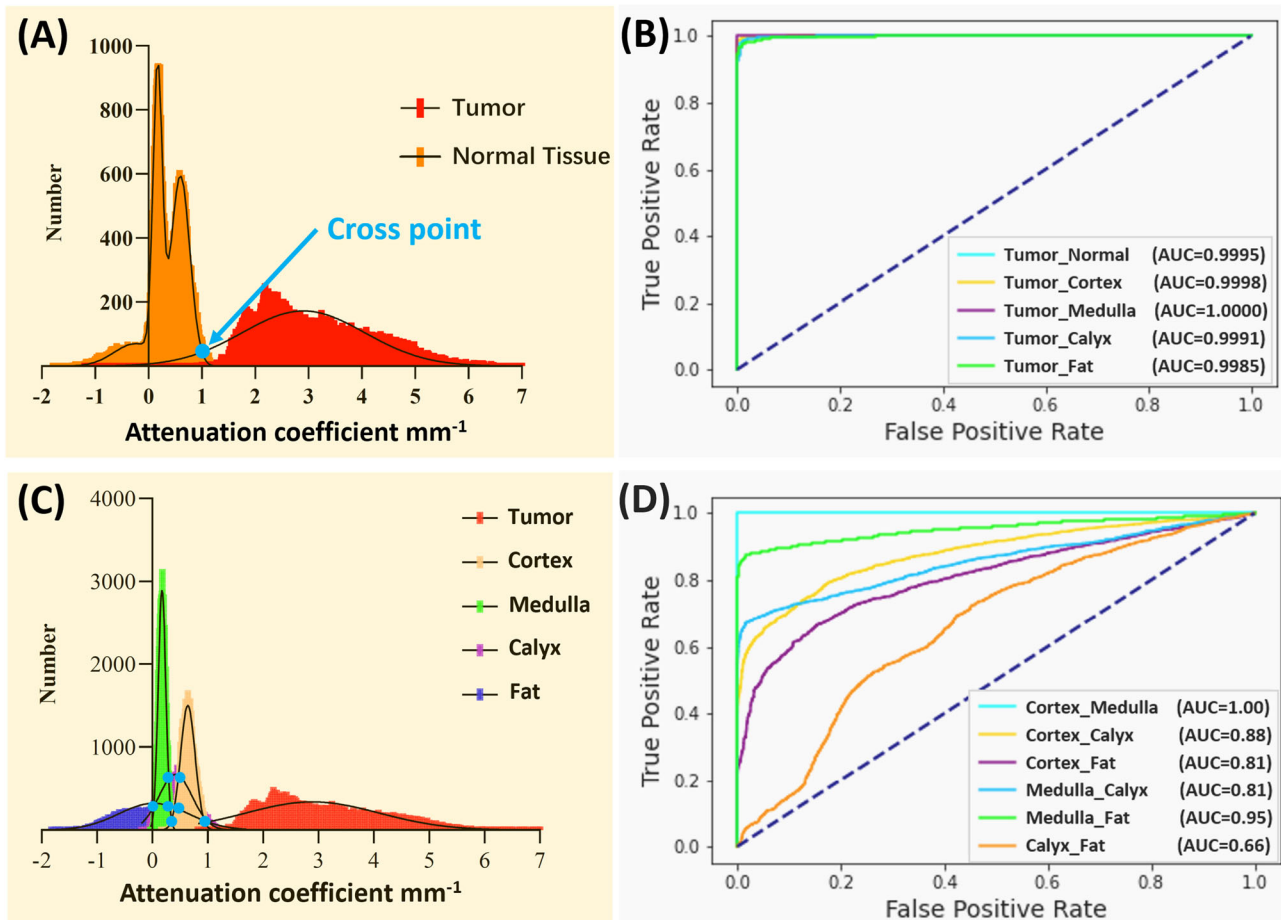 (A)
1000
800
600
400
200
Number
Tumor
Normal Tissue
Cross point
-2 -1 0 1 2 3 4 5 6 7
Attenuation coefficient mm-1
(B)
1.0
0.8
0.6
0.4
0.2
0.0
True Positive Rate
Tumor_Normal (AUC=0.9995)
Tumor_Cortex (AUC=0.9998)
Tumor_Medulla (AUC=1.0000)
Tumor_Calyx (AUC=0.9991)
Tumor_Fat (AUC=0.9985)
0.0 0.2 0.4 0.6 0.8 1.0
False Positive Rate
(C)
4000
3000
2000
1000
Number
Tumor
Cortex
Medulla
Calyx
Fat
-2 -1 0 1 2 3 4 5 6 7
Attenuation coefficient mm-1
(D)
1.0
0.8
0.6
0.4
0.2
0.0
True Positive Rate
Cortex_Medulla (AUC=1.00)
Cortex_Calyx (AUC=0.88)
Cortex_Fat (AUC=0.81)
Medulla_Calyx (AUC=0.81)
Medulla_Fat (AUC=0.95)
Calyx_Fat (AUC=0.66)
0.0 0.2 0.4 0.6 0.8 1.0
False Positive Rate